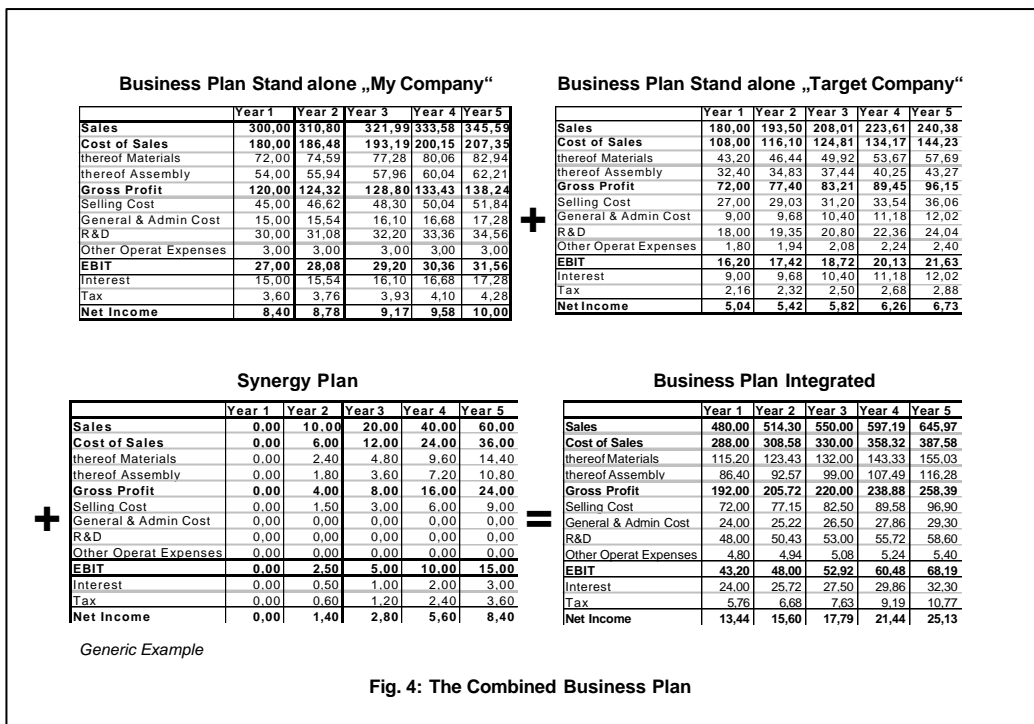 Business Plan Stand alone „My Company“
Year 1 Year 2 Year 3 Year 4 Year 5
Sales 300,00 310,80 321,99 333,58 345,59
Cost of Sales 180,00 186,48 193,19 200,15 207,35
thereof Materials 72,00 74,59 77,28 80,06 82,94
thereof Assembly 54,00 55,94 57,96 60,04 62,21
Gross Profit 120,00 124,32 128,80 133,43 138,24
Selling Cost 45,00 46,62 48,30 50,04 51,84
General & Admin Cost 15,00 15,54 16,10 16,68 17,28
R&D 30,00 31,08 32,20 33,36 34,56
Other Operat Expenses 3,00 3,00 3,00 3,00 3,00
EBIT 27,00 28,08 29,20 30,36 31,56
Interest 15,00 15,54 16,10 16,68 17,28
Tax 3,60 3,76 3,93 4,10 4,28
Net Income 8,40 8,78 9,17 9,58 10,00
+
Business Plan Stand alone „Target Company“
Year 1 Year 2 Year 3 Year 4 Year 5
Sales 180,00 193,50 208,01 223,61 240,38
Cost of Sales 108,00 116,10 124,81 134,17 144,23
thereof Materials 43,20 46,44 49,92 53,67 57,69
thereof Assembly 32,40 34,83 37,44 40,25 43,27
Gross Profit 72,00 77,40 83,21 89,45 96,15
Selling Cost 27,00 29,03 31,20 33,54 36,06
General & Admin Cost 9,00 9,68 10,40 11,18 12,02
R&D 18,00 19,35 20,80 22,36 24,04
Other Operat Expenses 1,80 1,94 2,08 2,24 2,40
EBIT 16,20 17,42 18,72 20,13 21,63
Interest 9,00 9,68 10,40 11,18 12,02
Tax 2,16 2,32 2,50 2,68 2,88
Net Income 5,04 5,42 5,82 6,26 6,73
+
Synergy Plan
Year 1 Year 2 Year 3 Year 4 Year 5
Sales 0,00 10,00 20,00 40,00 60,00
Cost of Sales 0,00 6,00 12,00 24,00 36,00
thereof Materials 0,00 2,40 4,80 9,60 14,40
thereof Assembly 0,00 1,80 3,60 7,20 10,80
Gross Profit 0,00 4,00 8,00 16,00 24,00
Selling Cost 0,00 1,50 3,00 6,00 9,00
General & Admin Cost 0,00 0,00 0,00 0,00 0,00
R&D 0,00 0,00 0,00 0,00 0,00
Other Operat Expenses 0,00 0,00 0,00 0,00 0,00
EBIT 0,00 2,50 5,00 10,00 15,00
Interest 0,00 0,50 1,00 2,00 3,00
Tax 0,00 0,60 1,20 2,40 3,60
Net Income 0,00 1,40 2,80 5,60 8,40
=
Business Plan Integrated
Year 1 Year 2 Year 3 Year 4 Year 5
Sales 480,00 514,30 550,00 597,19 645,97
Cost of Sales 288,00 308,58 330,00 358,32 387,58
thereof Materials 115,20 123,43 132,00 143,33 155,03
thereof Assembly 86,40 92,57 99,00 107,49 116,28
Gross Profit 192,00 205,72 220,00 238,88 258,39
Selling Cost 72,00 77,15 82,50 89,58 96,90
General & Admin Cost 24,00 25,22 26,50 27,86 29,30
R&D 48,00 50,43 53,00 55,72 58,60
Other Operat Expenses 4,80 4,94 5,08 5,24 5,40
EBIT 43,20 48,00 52,92 60,48 68,19
Interest 24,00 25,72 27,50 29,86 32,30
Tax 5,76 6,68 7,63 9,19 10,77
Net Income 13,44 15,60 17,79 21,44 25,13
Generic Example
Fig. 4: The Combined Business Plan